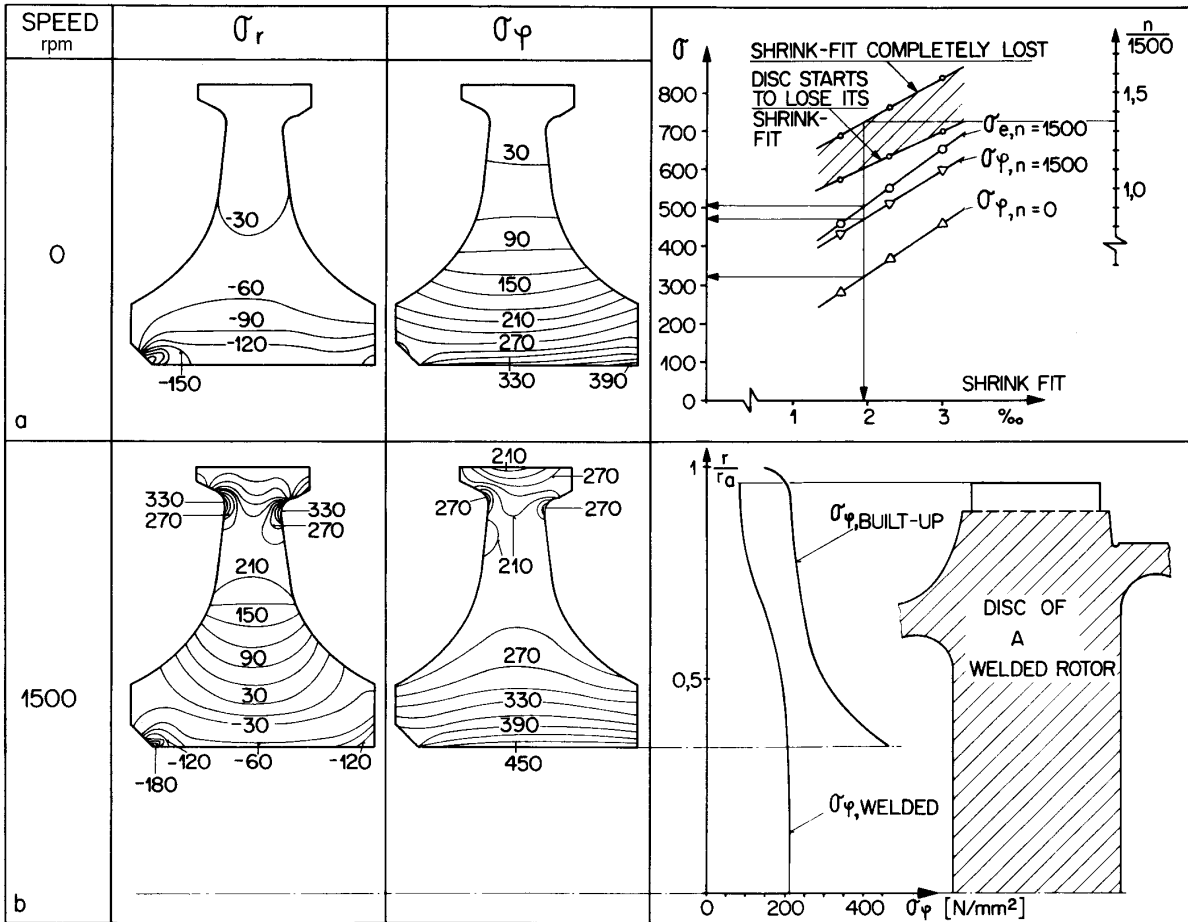 SPEED
rpm
σr
σφ
0
a
-30
-60
-90
-120
-150
30
90
150
210
270
330
390
σ
SHRINK-FIT COMPLETELY LOST
DISC STARTS
TO LOSE ITS
SHRINK-
FIT
n
1500
1,5
1,0
σe,n=1500
σφ,n=1500
σφ,n=0
800
700
600
500
400
300
200
100
0
SHRINK FIT
1
2
3
‰
1500
b
330
270
330
270
210
150
90
30
-30
-120
-60
-120
-180
210
270
270
270
210
270
330
390
450
1
r
ra
0,5
σφ,BUILT-UP
σφ,WELDED
DISC OF
A
WELDED ROTOR
0
200
400
σφ [N/mm²]